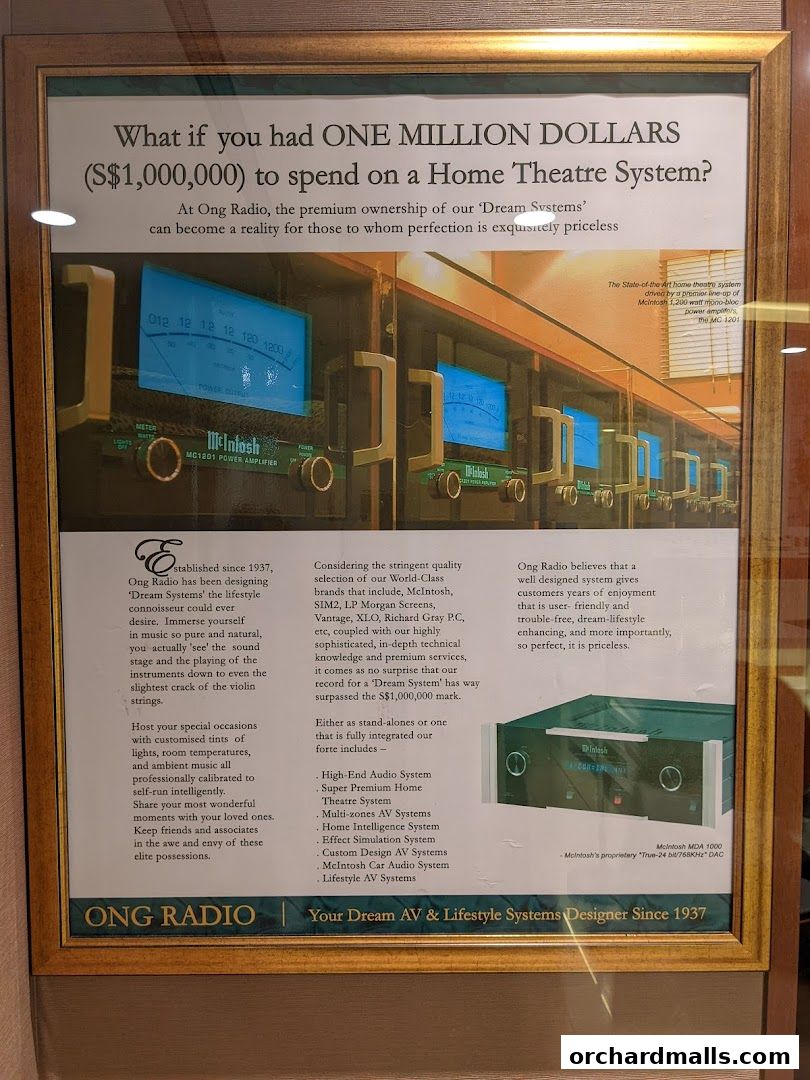 What if you had ONE MILLION DOLLARS
(S$1,000,000) to spend on a Home Theatre System?
At Ong Radio, the premium ownership of our ‘Dream Systems’
can become a reality for those to whom perfection is exquisitely priceless
The State-of-the-Art home theatre system
driven by a premier line-up of
McIntosh 1,200 watt mono-bloc
power amplifiers,
the MC 1201
POWER OUTPUT
METER
WATTS
LIGHTS
OFF
McIntosh
MC1201 POWER AMPLIFIER
POWER
McIntosh
MC1201 POWER AMPLIFIER
Established since 1937,
Ong Radio has been designing
‘Dream Systems' the lifestyle
connoisseur could ever
desire. Immerse yourself
in music so pure and natural,
you actually 'see' the sound
stage and the playing of the
instruments down to even the
slightest crack of the violin
strings.
Host your special occasions
with customised tints of
lights, room temperatures,
and ambient music all
professionally calibrated to
self-run intelligently.
Share your most wonderful
moments with your loved ones.
Keep friends and associates
in the awe and envy of these
elite possessions.
Considering the stringent quality
selection of our World-Class
brands that include, McIntosh,
SIM2, LP Morgan Screens,
Vantage, XLO, Richard Gray P.C,
etc, coupled with our highly
sophisticated, in-depth technical
knowledge and premium services,
it comes as no surprise that our
record for a ‘Dream System' has way
surpassed the S$1,000,000 mark.
Either as stand-alones or one
that is fully integrated our
forte includes –
. High-End Audio System
. Super Premium Home
Theatre System
. Multi-zones AV Systems
. Home Intelligence System
. Effect Simulation System
. Custom Design AV Systems
. McIntosh Car Audio System
. Lifestyle AV Systems
Ong Radio believes that a
well designed system gives
customers years of enjoyment
that is user- friendly and
trouble-free, dream-lifestyle
enhancing, and more importantly,
so perfect, it is priceless.
McIntosh
McIntosh MDA 1000
- McIntosh's proprietary "True-24 bit/768KHz" DAC
ONG RADIO | Your Dream AV & Lifestyle Systems Designer Since 1937
orchardmalls.com